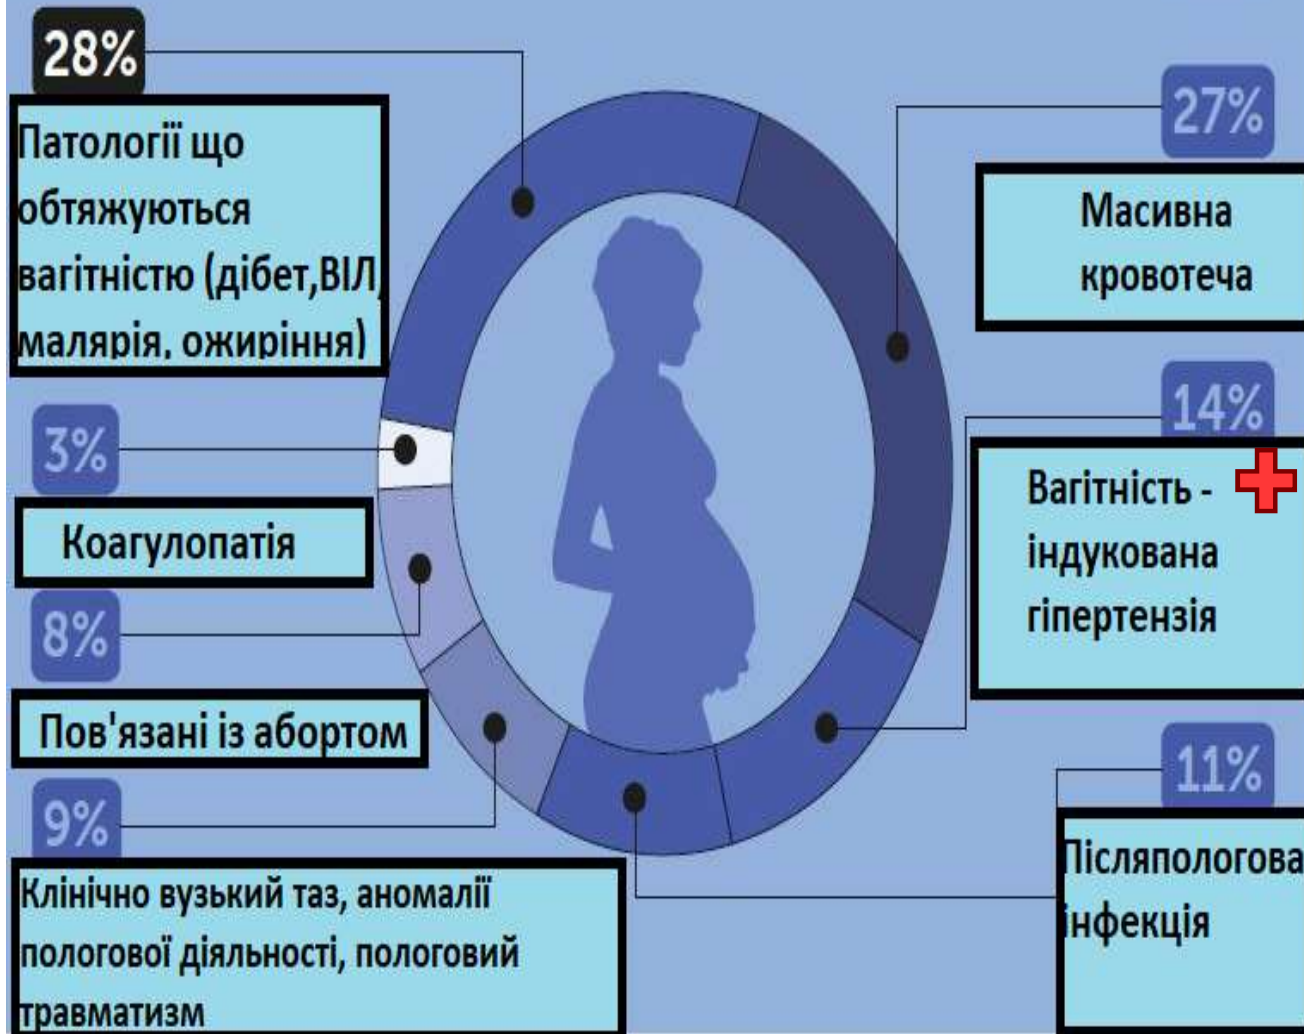 28%
Патології що
обтяжуються
вагітністю (дібет,ВІЛ,
малярія, ожиріння)
3%
Коагулопатія
8%
Пов'язані із абортом
9%
Клінічно вузький таз, аномалії
пологової діяльності, пологовий
травматизм
27%
Масивна
кровотеча
14%
Вагітність -
індукована
гіпертензія
11%
Післяпологова
інфекція